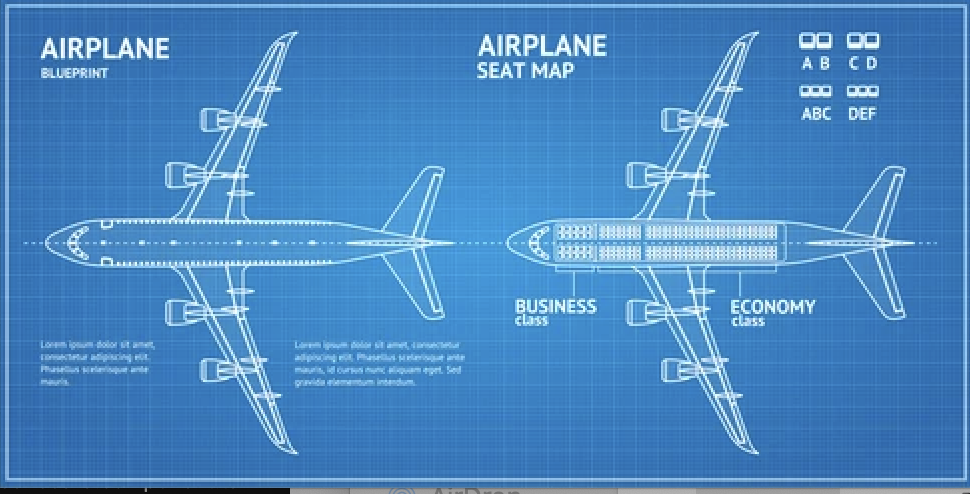 AIRPLANE
BLUEPRINT
Lorem ipsum dolor sit amet,
consectetur adipiscing elit.
Phasellus scelerisque ante
mauris.
Lorem ipsum dolor sit amet, consectetur
adipiscing elit. Phasellus scelerisque ante
mauris, id cursus nunc aliquam eget. Sed
gravida elementum interdum.
AIRPLANE
SEAT MAP
A B C D
ABC DEF
BUSINESS
class
ECONOMY
class
AirDrop